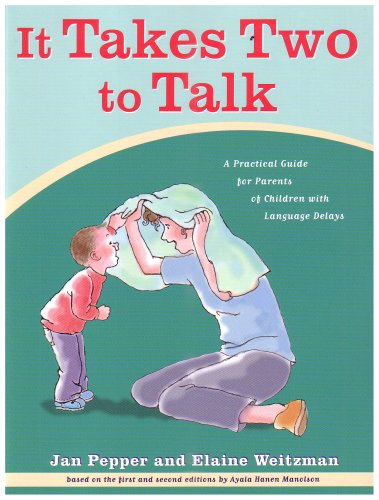 It Takes Two
to Talk
A Practical Guide
for Parents
of Children with
Language Delays
Jan Pepper and Elaine Weitzman
based on the first and second editions by Ayala Hanen Manolson